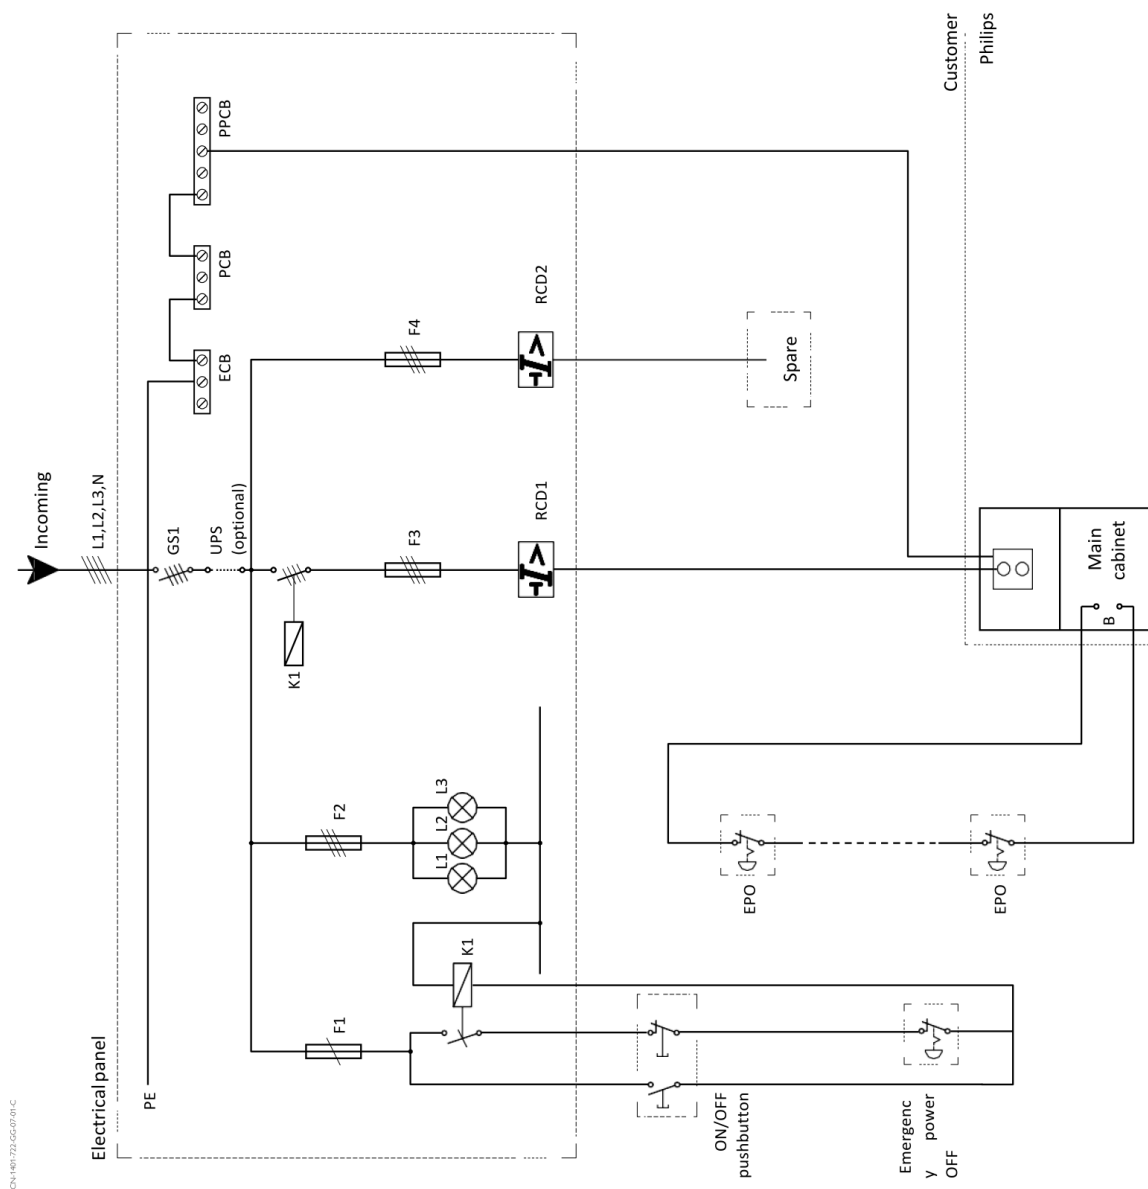 CN-1401-722-GG-07-01-C
Electrical panel
PE
Incoming
L1,L2,L3,N
GS1
UPS
(optional)
ECB
PCB
PPCB
K1
F1
F2
F3
F4
K1
L1
L2
L3
RCD1
RCD2
ON/OFF
pushbutton
Emergenc
y power
OFF
EPO
EPO
Spare
Customer
Philips
Main
cabinet
B